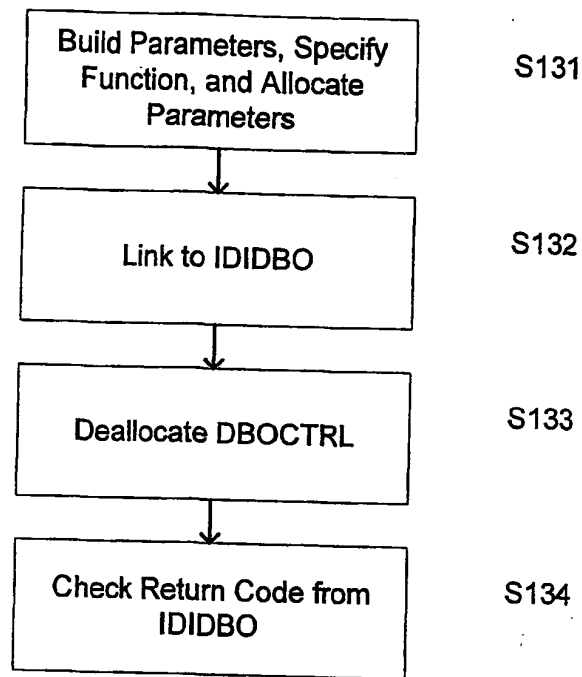 Build Parameters, Specify
Function, and Allocate
Parameters
S131
Link to IDIDBO
S132
Deallocate DBOCTRL
S133
Check Return Code from
IDIDBO
S134